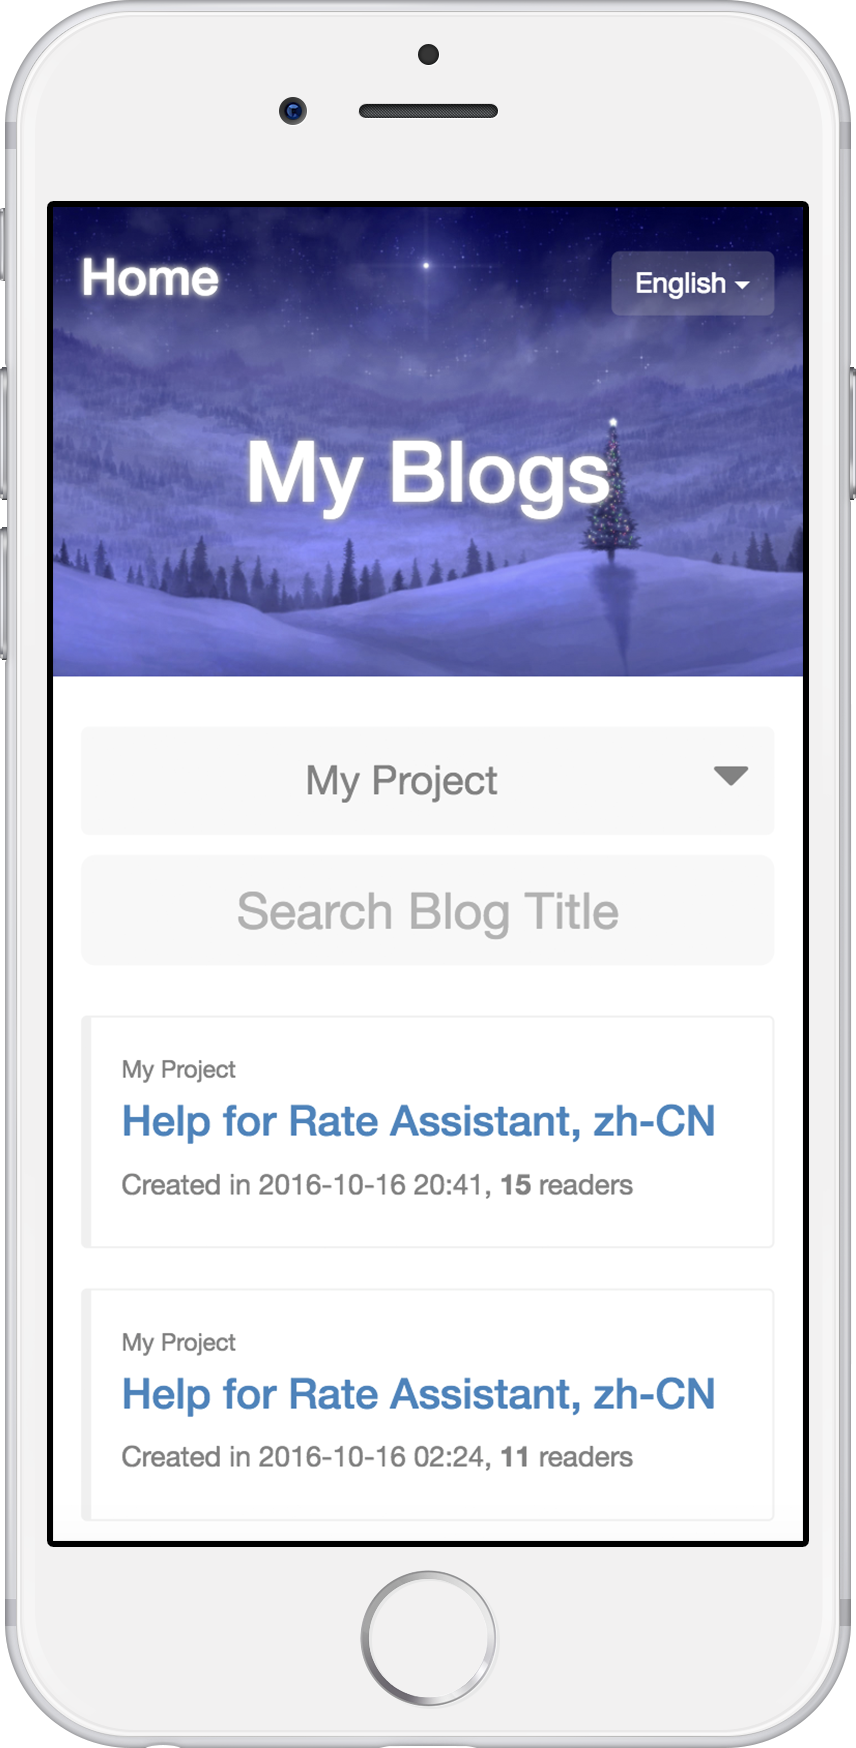 Home
English
My Blogs
My Project
Search Blog Title
My Project
Help for Rate Assistant, zh-CN
Created in 2016-10-16 20:41, 15 readers
My Project
Help for Rate Assistant, zh-CN
Created in 2016-10-16 02:24, 11 readers